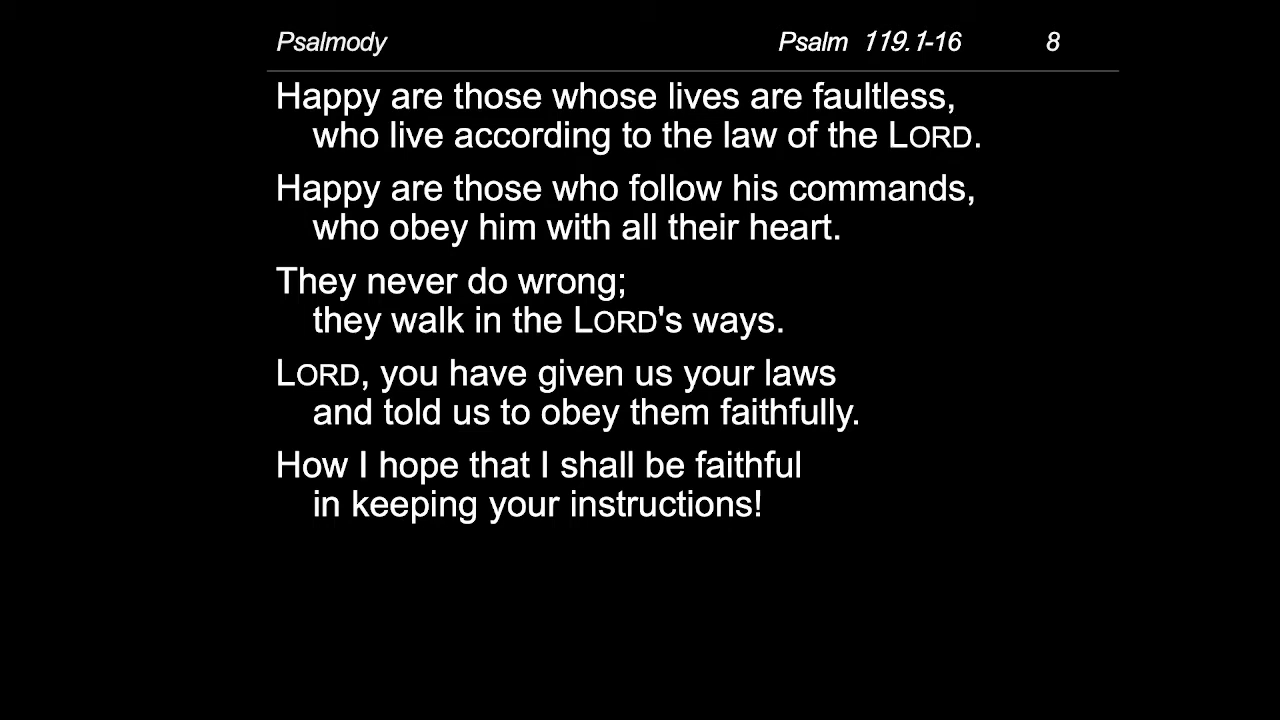 Psalmody Psalm 119.1-16 8
Happy are those whose lives are faultless,
who live according to the law of the LORD.
Happy are those who follow his commands,
who obey him with all their heart.
They never do wrong;
they walk in the LORD's ways.
LORD, you have given us your laws
and told us to obey them faithfully.
How I hope that I shall be faithful
in keeping your instructions!